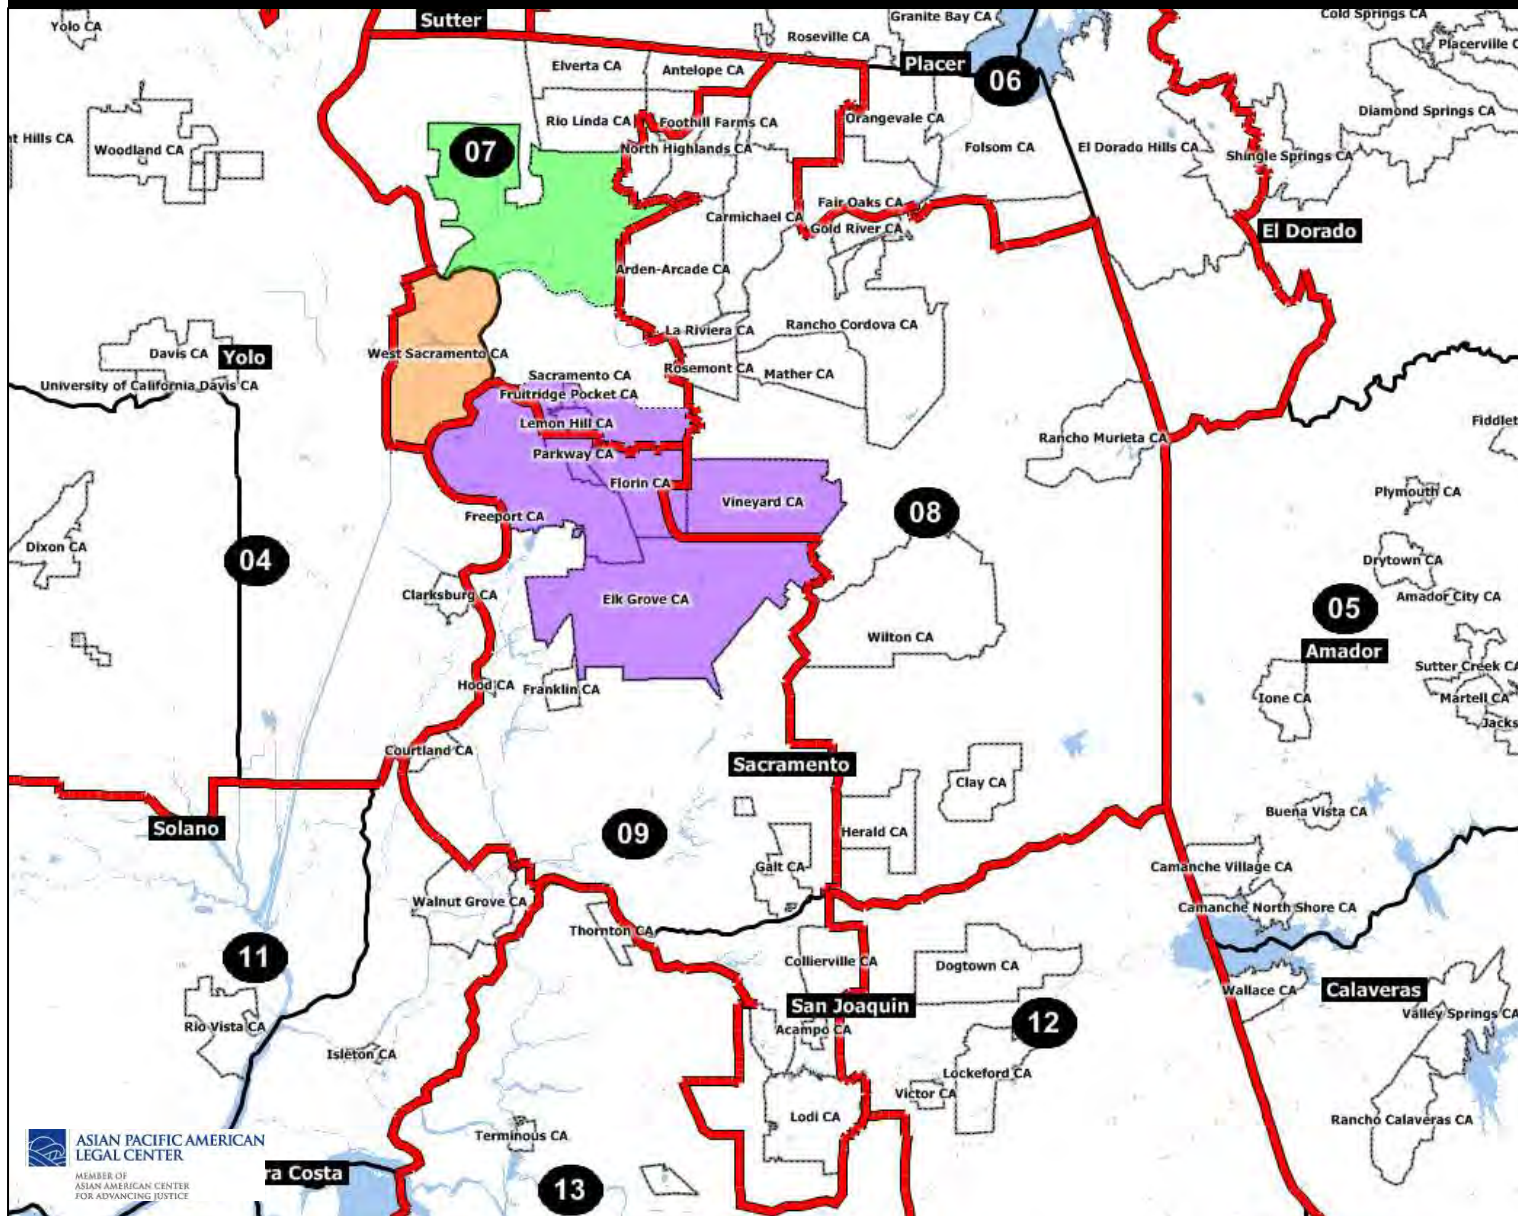 Sutter
Granite Bay CA
Cold Springs CA
Yolo CA
Roseville CA
Placerville C
Elverta CA
Antelope CA
Placer
06
Diamond Springs CA
Rio Linda CA
Foothill Farms CA
Orangevale CA
nt Hills CA
Woodland CA
07
North Highlands CA
Folsom CA
El Dorado Hills CA
Shingle Springs CA
Fair Oaks CA
Carmichael CA
Gold River CA
El Dorado
Arden-Arcade CA
La Riviera CA
Rancho Cordova CA
Davis CA
Yolo
West Sacramento CA
University of California Davis CA
Sacramento CA
Rosemont CA
Mather CA
Fruitridge Pocket CA
Lemon Hill CA
Fiddlet
Rancho Murieta CA
Parkway CA
Florin CA
Vineyard CA
Plymouth CA
Freeport CA
08
Dixon CA
04
Drytown CA
Clarksburg CA
Elk Grove CA
05
Amador City CA
Wilton CA
Amador
Sutter Creek CA
Hood CA
Franklin CA
Ione CA
Martell CA
Jacks
Courtland CA
Sacramento
Clay CA
Solano
09
Herald CA
Buena Vista CA
Galt CA
Camanche Village CA
Walnut Grove CA
Camanche North Shore CA
Thornton CA
11
Collierville CA
Dogtown CA
Rio Vista CA
San Joaquin
Wallace CA
Calaveras
Acampo CA
12
Valley Springs CA
Isleton CA
Lockeford CA
Victor CA
Lodi CA
Rancho Calaveras CA
Terminous CA
ASIAN PACIFIC AMERICAN
LEGAL CENTER
MEMBER OF
ASIAN AMERICAN CENTER
FOR ADVANCING JUSTICE
ra Costa
13